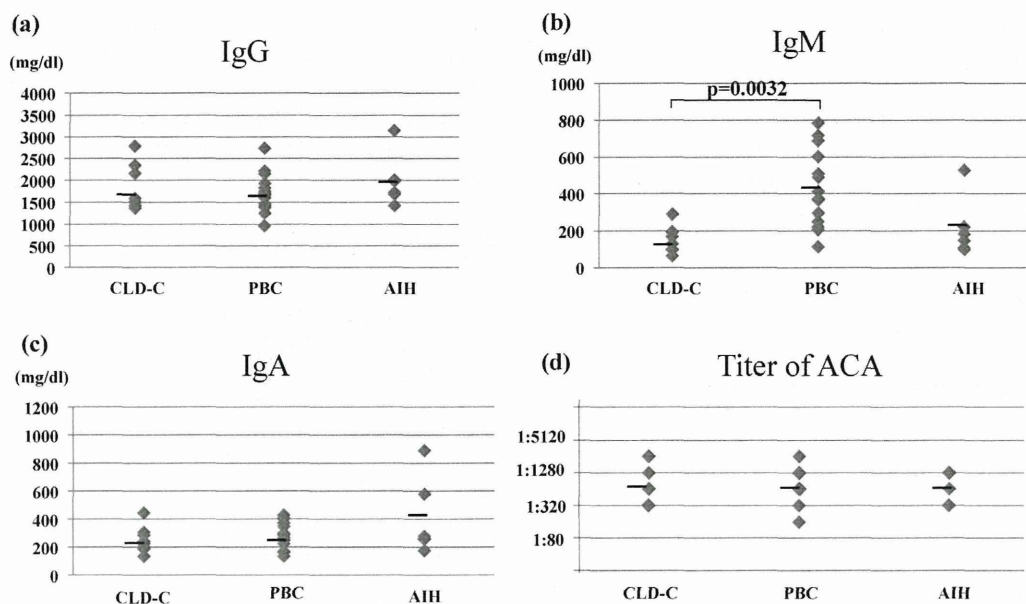 (a)
IgG
(mg/dl)
4000
3500
3000
2500
2000
1500
1000
500
0
CLD-C PBC AIH
(b)
IgM
(mg/dl)
p=0.0032
1000
800
600
400
200
0
CLD-C PBC AIH
(c)
IgA
(mg/dl)
1200
1000
800
600
400
200
0
CLD-C PBC AIH
(d)
Titer of ACA
1:5120
1:1280
1:320
1:80
CLD-C PBC AIH